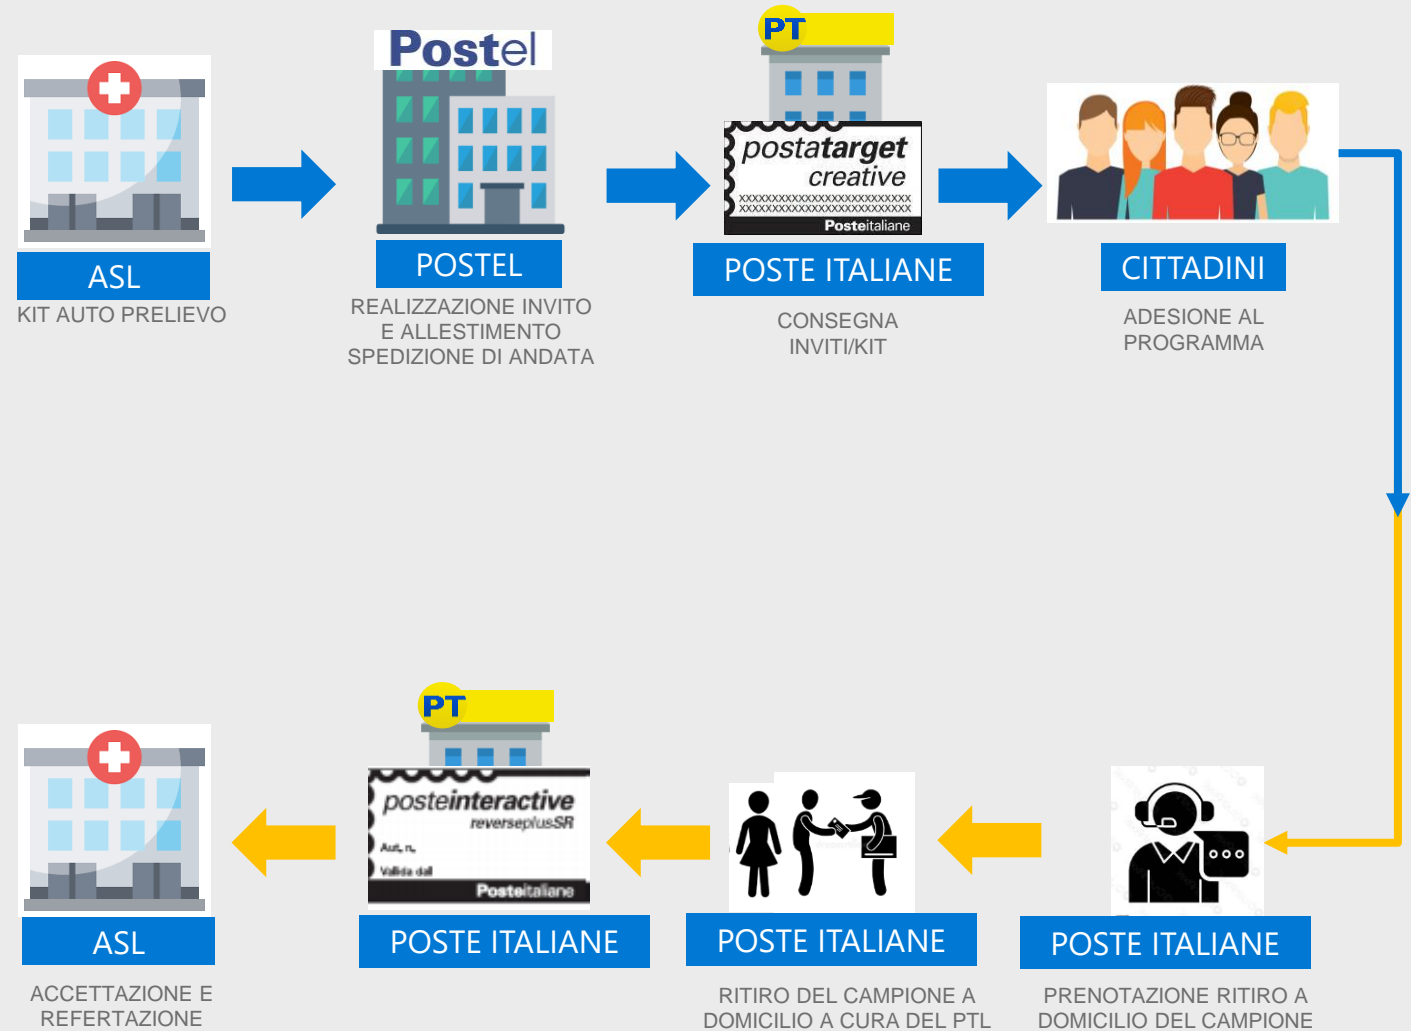 Postel
PT
postatarget
creative
XXXXXXXXXXXXXXXXXXXXXXXXXX
XXXXXXXXXXXXXXXXXXXXXXXXXX
Posteitaliane
ASL
KIT AUTO PRELIEVO
POSTEL
REALIZZAZIONE INVITO
E ALLESTIMENTO
SPEDIZIONE DI ANDATA
POSTE ITALIANE
CONSEGNA
INVITI/KIT
CITTADINI
ADESIONE AL
PROGRAMMA
PT
posteinteractive
reverseplusSR
Aut. n.
Valida dall
Posteitaliane
ASL
ACCETTAZIONE E
REFERTAZIONE
POSTE ITALIANE
POSTE ITALIANE
RITIRO DEL CAMPIONE A
DOMICILIO A CURA DEL PTL
POSTE ITALIANE
PRENOTAZIONE RITIRO A
DOMICILIO DEL CAMPIONE